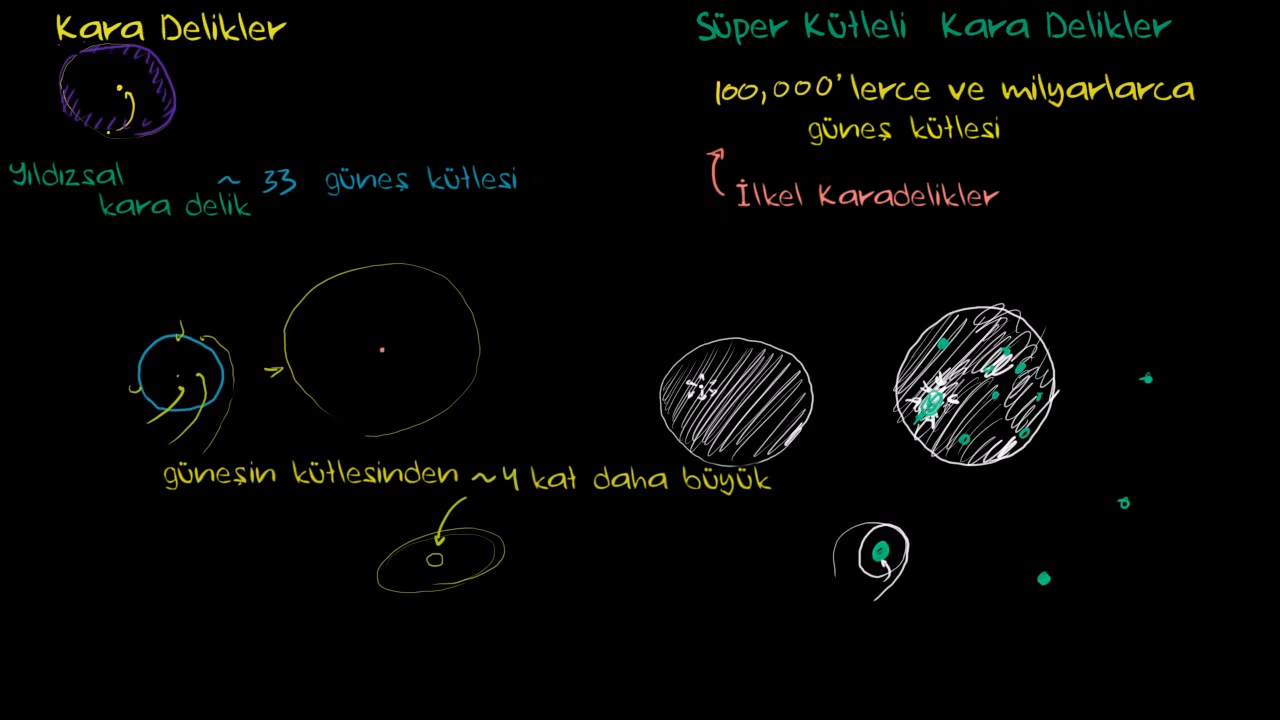 Kara Delikler
Yıldızsal
kara delik
~ 33 güneş kütlesi
güneşin kütlesinden ~4 kat daha büyük
Süper Kütleli Kara Delikler
100,000'lerce ve milyarlarca
güneş kütlesi
İlkel Karadelikler